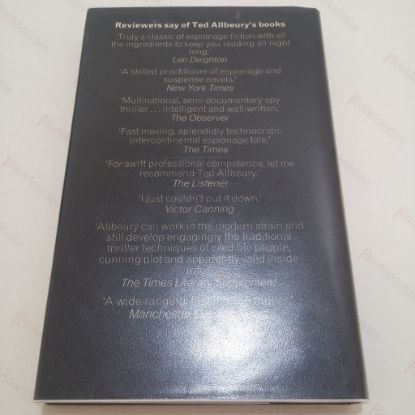 Reviewers say of Ted Allbeury's books
'Truly a classic of espionage fiction with all
the ingredients to keep you reading all night
long.'
Len Deighton
'A skilled practitioner of espionage and
suspense novels.'
New York Times
'Multinational, semi-documentary spy
thriller . . . intelligent and well-written.'
The Observer
'Fast moving, splendidly technocratic
intercontinental espionage tale.'
The Times
'For swift professional competence, let me
recommend Ted Allbeury.'
The Listener
'I just couldn't put it down.'
Victor Canning
'Allbeury can work in the modern strain and
still develop engagingly the traditional
thriller techniques of credible people,
cunning plot and apparently valid inside
The Times Literary Supplement
'A wide-ranging, thriller.'
Manchester